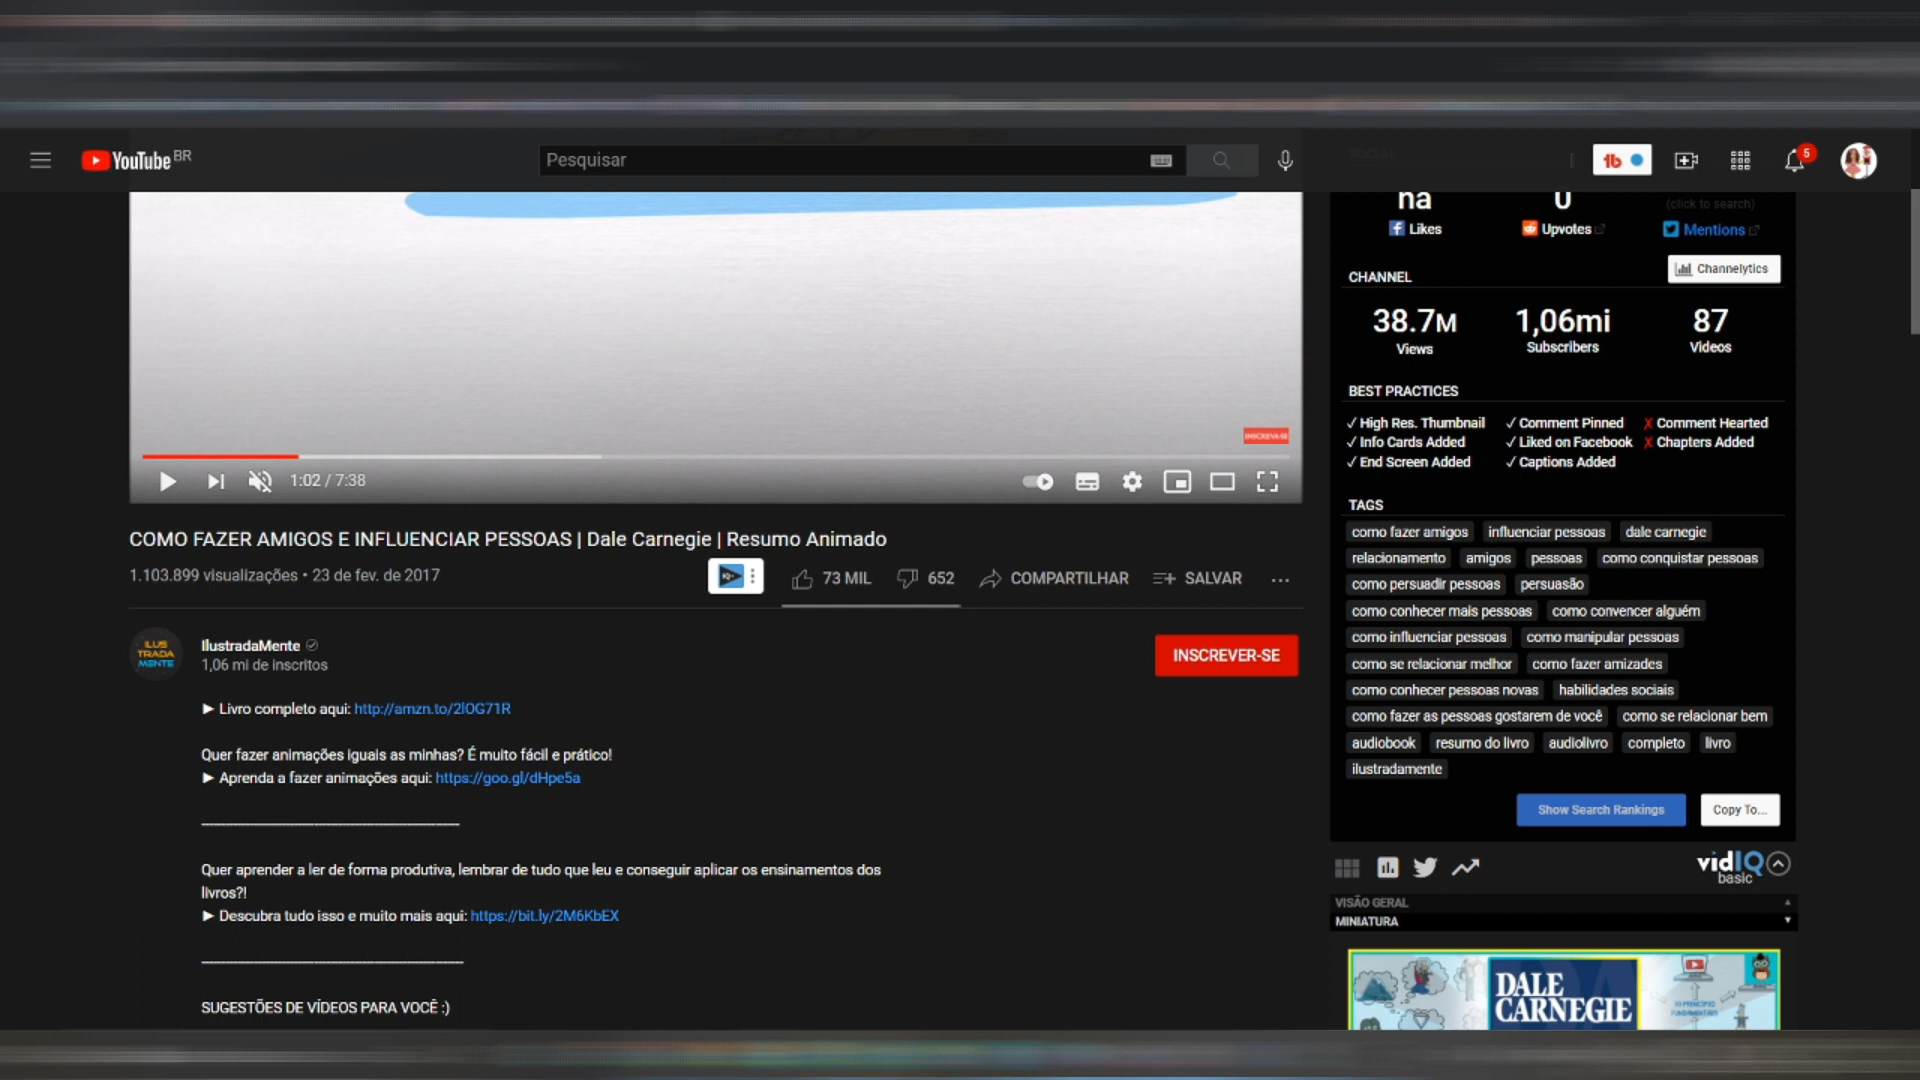 YouTube BR
Pesquisar
SOCIAL
5
na
0
(click to search)
Likes
Upvotes
Mentions
CHANNEL
Channelytics
38.7M
1,06mi
87
Views
Subscribers
Videos
BEST PRACTICES
✓ High Res. Thumbnail ✓ Comment Pinned ✗ Comment Hearted
✓ Info Cards Added ✓ Liked on Facebook ✗ Chapters Added
✓ End Screen Added ✓ Captions Added
INSCREVA-SE
1:02 / 7:38
TAGS
como fazer amigos influenciar pessoas dale carnegie
relacionamento amigos pessoas como conquistar pessoas
como persuadir pessoas persuasão
como conhecer mais pessoas como convencer alguém
como influenciar pessoas como manipular pessoas
como se relacionar melhor como fazer amizades
como conhecer pessoas novas habilidades sociais
como fazer as pessoas gostarem de você como se relacionar bem
audiobook resumo do livro audiolivro completo livro
ilustradamente
Show Search Rankings Copy To...
COMO FAZER AMIGOS E INFLUENCIAR PESSOAS | Dale Carnegie | Resumo Animado
1.103.899 visualizações • 23 de fev. de 2017
73 MIL 652 COMPARTILHAR SALVAR ...
ILUS
TRADA
MENTE
IlustradaMente
1,06 mi de inscritos
INSCREVER-SE
► Livro completo aqui: http://amzn.to/2lOG71R
Quer fazer animações iguais as minhas? É muito fácil e prático!
► Aprenda a fazer animações aqui: https://goo.gl/dHpe5a
Quer aprender a ler de forma produtiva, lembrar de tudo que leu e conseguir aplicar os ensinamentos dos
livros?!
► Descubra tudo isso e muito mais aqui: https://bit.ly/2M6KbEX
SUGESTÕES DE VÍDEOS PARA VOCÊ :)
vidIQ
basic
VISÃO GERAL
MINIATURA
DALE
CARNEGIE